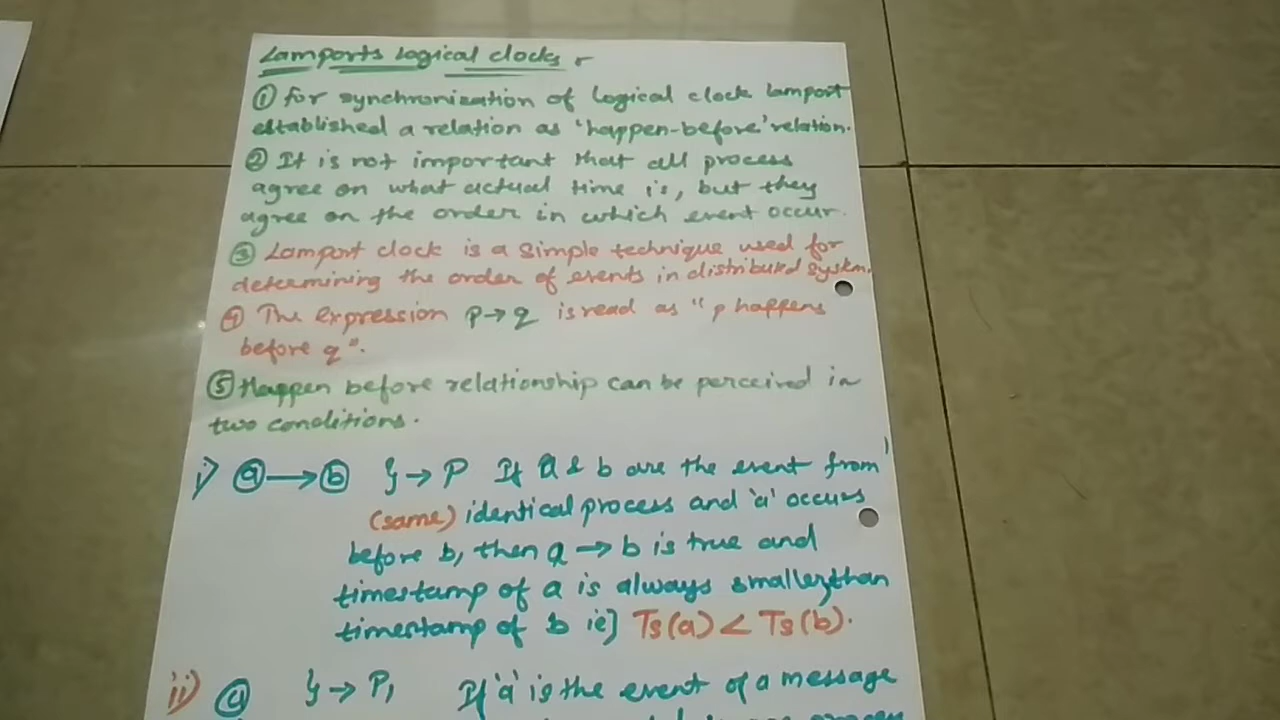 Lamports Logical clocks :-
① For synchronization of logical clock lamport
established a relation as 'happen-before' relation.
② It is not important that all process
agree on what actual time is, but they
agree on the order in which event occur.
③ Lamport clock is a simple technique used for
determining the order of events in distributed system.
④ The expression p→q is read as "p happens
before q".
⑤ Happen before relationship can be perceived in
two conditions.
i) ⓐ→ⓑ }→P If a & b are the event from
(same) identical process and 'a' occurs
before b, then a→b is true and
timestamp of a is always smaller than
timestamp of b ie] Ts(a) < Ts(b).
ii) ⓐ }→P, If 'a' is the event of a message